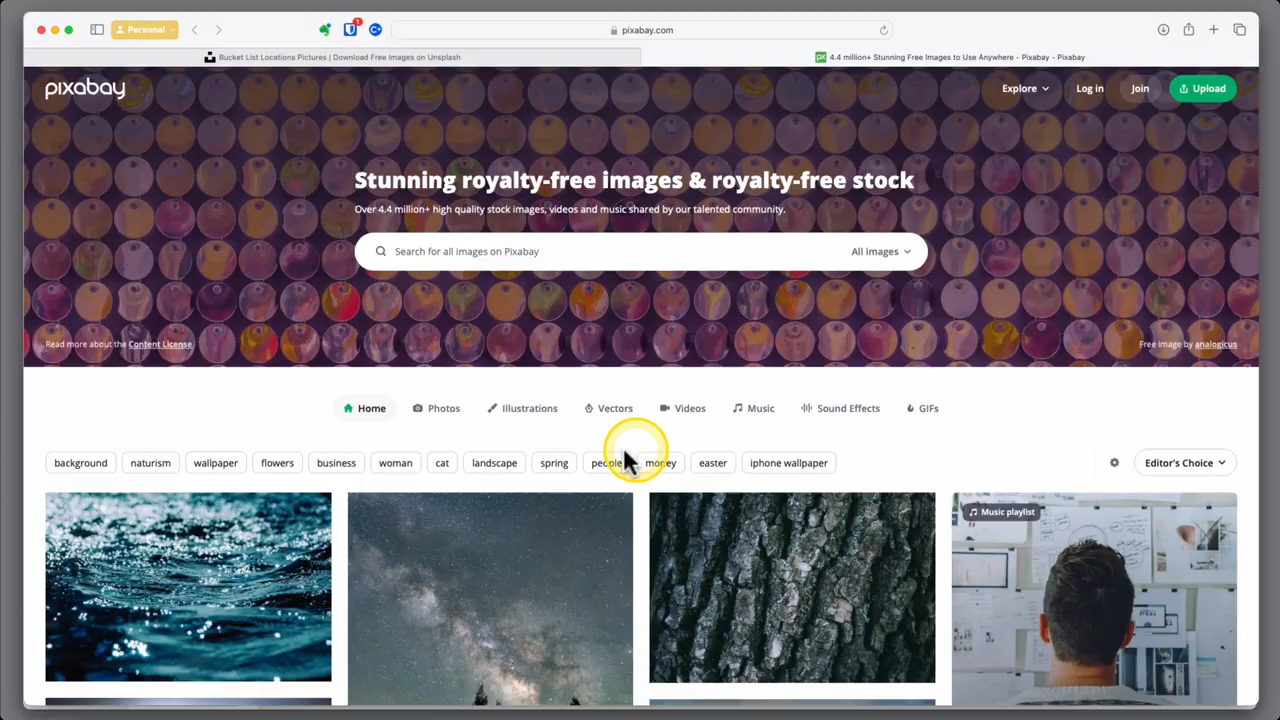 Personal
1
pixabay.com
Bucket List Locations Pictures | Download Free Images on Unsplash
px
4.4 million+ Stunning Free Images to Use Anywhere - Pixabay - Pixabay
pixabay
Explore
Log in
Join
Upload
Stunning royalty-free images & royalty-free stock
Over 4.4 million+ high quality stock images, videos and music shared by our talented community.
Search for all images on Pixabay
All images
Read more about the Content License
Free image by analogicus
Home
Photos
Illustrations
Vectors
Videos
Music
Sound Effects
GIFs
background
naturism
wallpaper
flowers
business
woman
cat
landscape
spring
people
money
easter
iphone wallpaper
Editor's Choice
Music playlist